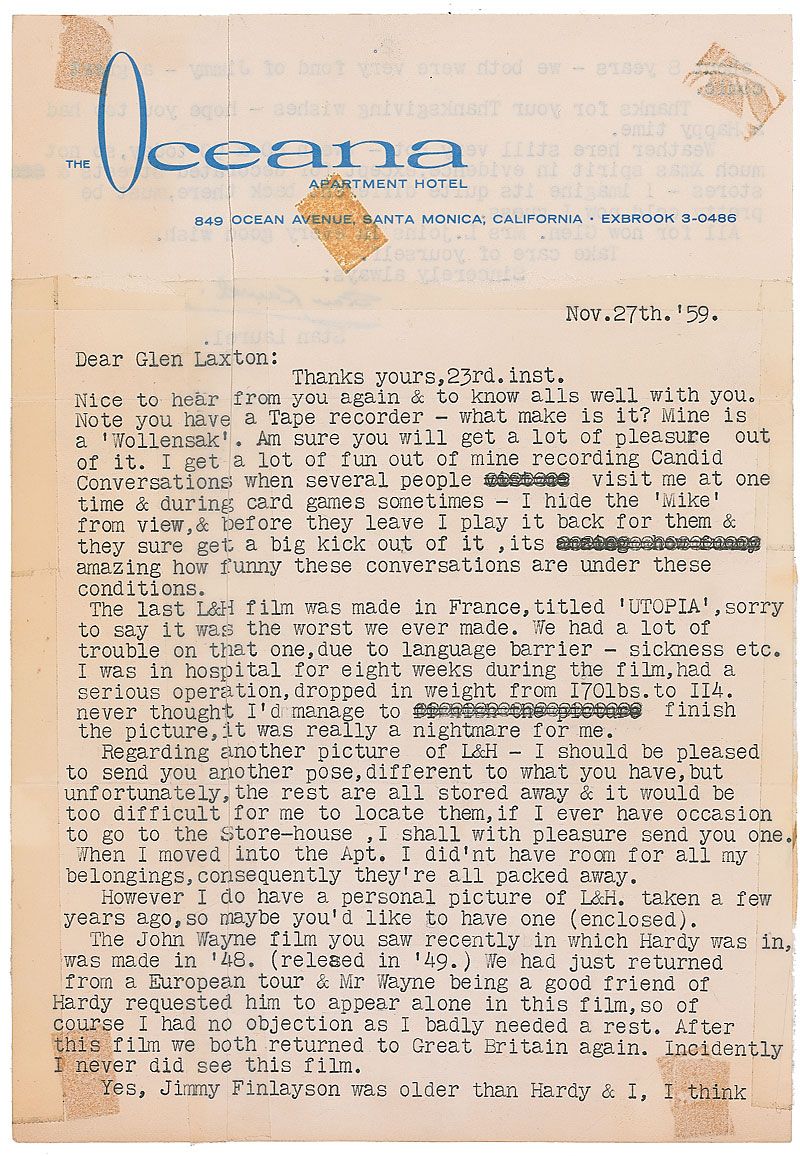 THE Oceana
APARTMENT HOTEL
849 OCEAN AVENUE, SANTA MONICA, CALIFORNIA · EXBROOK 3-0486
Nov.27th.'59.
Dear Glen Laxton:
Thanks yours,23rd.inst.
Nice to hear from you again & to know alls well with you.
Note you have a Tape recorder - what make is it? Mine is
a 'Wollensak'. Am sure you will get a lot of pleasure out
of it. I get a lot of fun out of mine recording Candid
Conversations when several people visit me at one
time & during card games sometimes - I hide the 'Mike'
from view,& before they leave I play it back for them &
they sure get a big kick out of it ,its
amazing how funny these conversations are under these
conditions.
The last L&H film was made in France,titled 'UTOPIA',sorry
to say it was the worst we ever made. We had a lot of
trouble on that one,due to language barrier - sickness etc.
I was in hospital for eight weeks during the film,had a
serious operation,dropped in weight from I70lbs.to II4.
never thought I'd manage to finish
the picture,it was really a nightmare for me.
Regarding another picture of L&H - I should be pleased
to send you another pose,different to what you have,but
unfortunately,the rest are all stored away & it would be
too difficult for me to locate them,if I ever have occasion
to go to the Store-house ,I shall with pleasure send you one.
When I moved into the Apt. I did'nt have room for all my
belongings,consequently they're all packed away.
However I do have a personal picture of L&H. taken a few
years ago,so maybe you'd like to have one (enclosed).
The John Wayne film you saw recently in which Hardy was in,
was made in '48. (relesed in '49.) We had just returned
from a European tour & Mr Wayne being a good friend of
Hardy requested him to appear alone in this film,so of
course I had no objection as I badly needed a rest. After
this film we both returned to Great Britain again. Incidently
I never did see this film.
Yes, Jimmy Finlayson was older than Hardy & I, I think